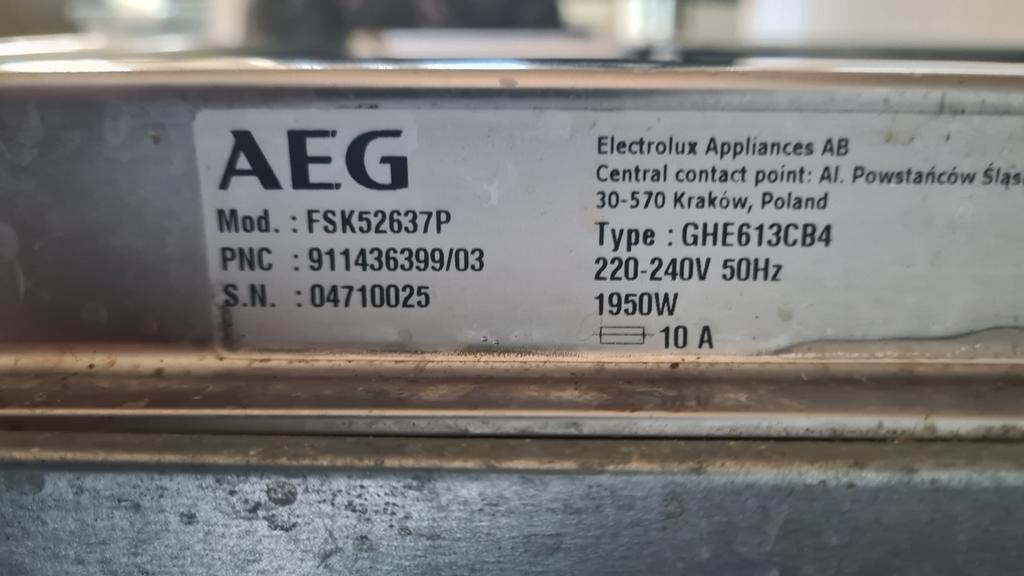 AEG
Mod. : FSK52637P
PNC : 911436399/03
S.N. : 04710025
Electrolux Appliances AB
Central contact point: Al. Powstańców
30-570 Kraków, Poland
Type : GHE613CB4
220-240V 50Hz
1950W
10 A